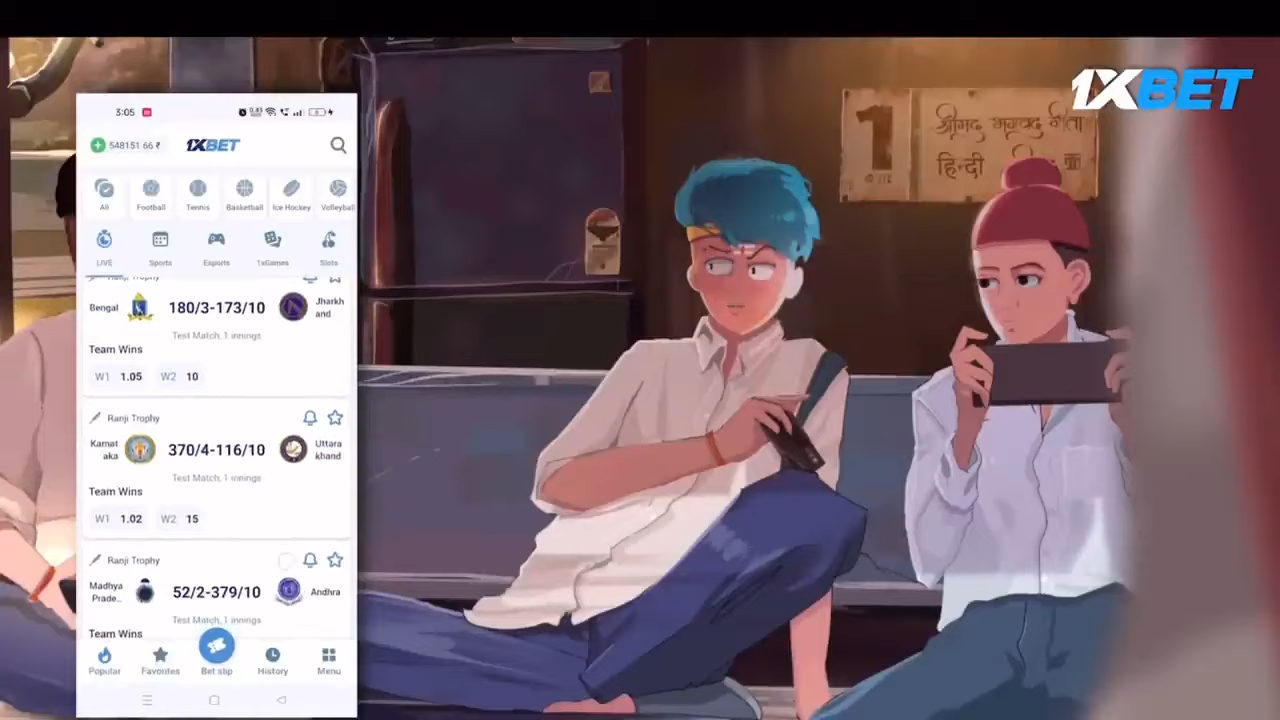 1XBET
1
श्रीमद् भगवद् गीता
हिन्दी
3:05
548151.66 ₹
1XBET
All
Football
Tennis
Basketball
Ice Hockey
Volleyball
LIVE
Sports
Esports
1xGames
Slots
Ranji Trophy
Bengal
180/3-173/10
Jharkh
and
Test Match, 1 innings
Team Wins
W1 1.05 W2 10
Ranji Trophy
Karnat
aka
370/4-116/10
Uttara
khand
Test Match, 1 innings
Team Wins
W1 1.02 W2 15
Ranji Trophy
Madhya
Prade...
52/2-379/10
Andhra
Test Match, 1 innings
Team Wins
Popular
Favorites
Bet slip
History
Menu